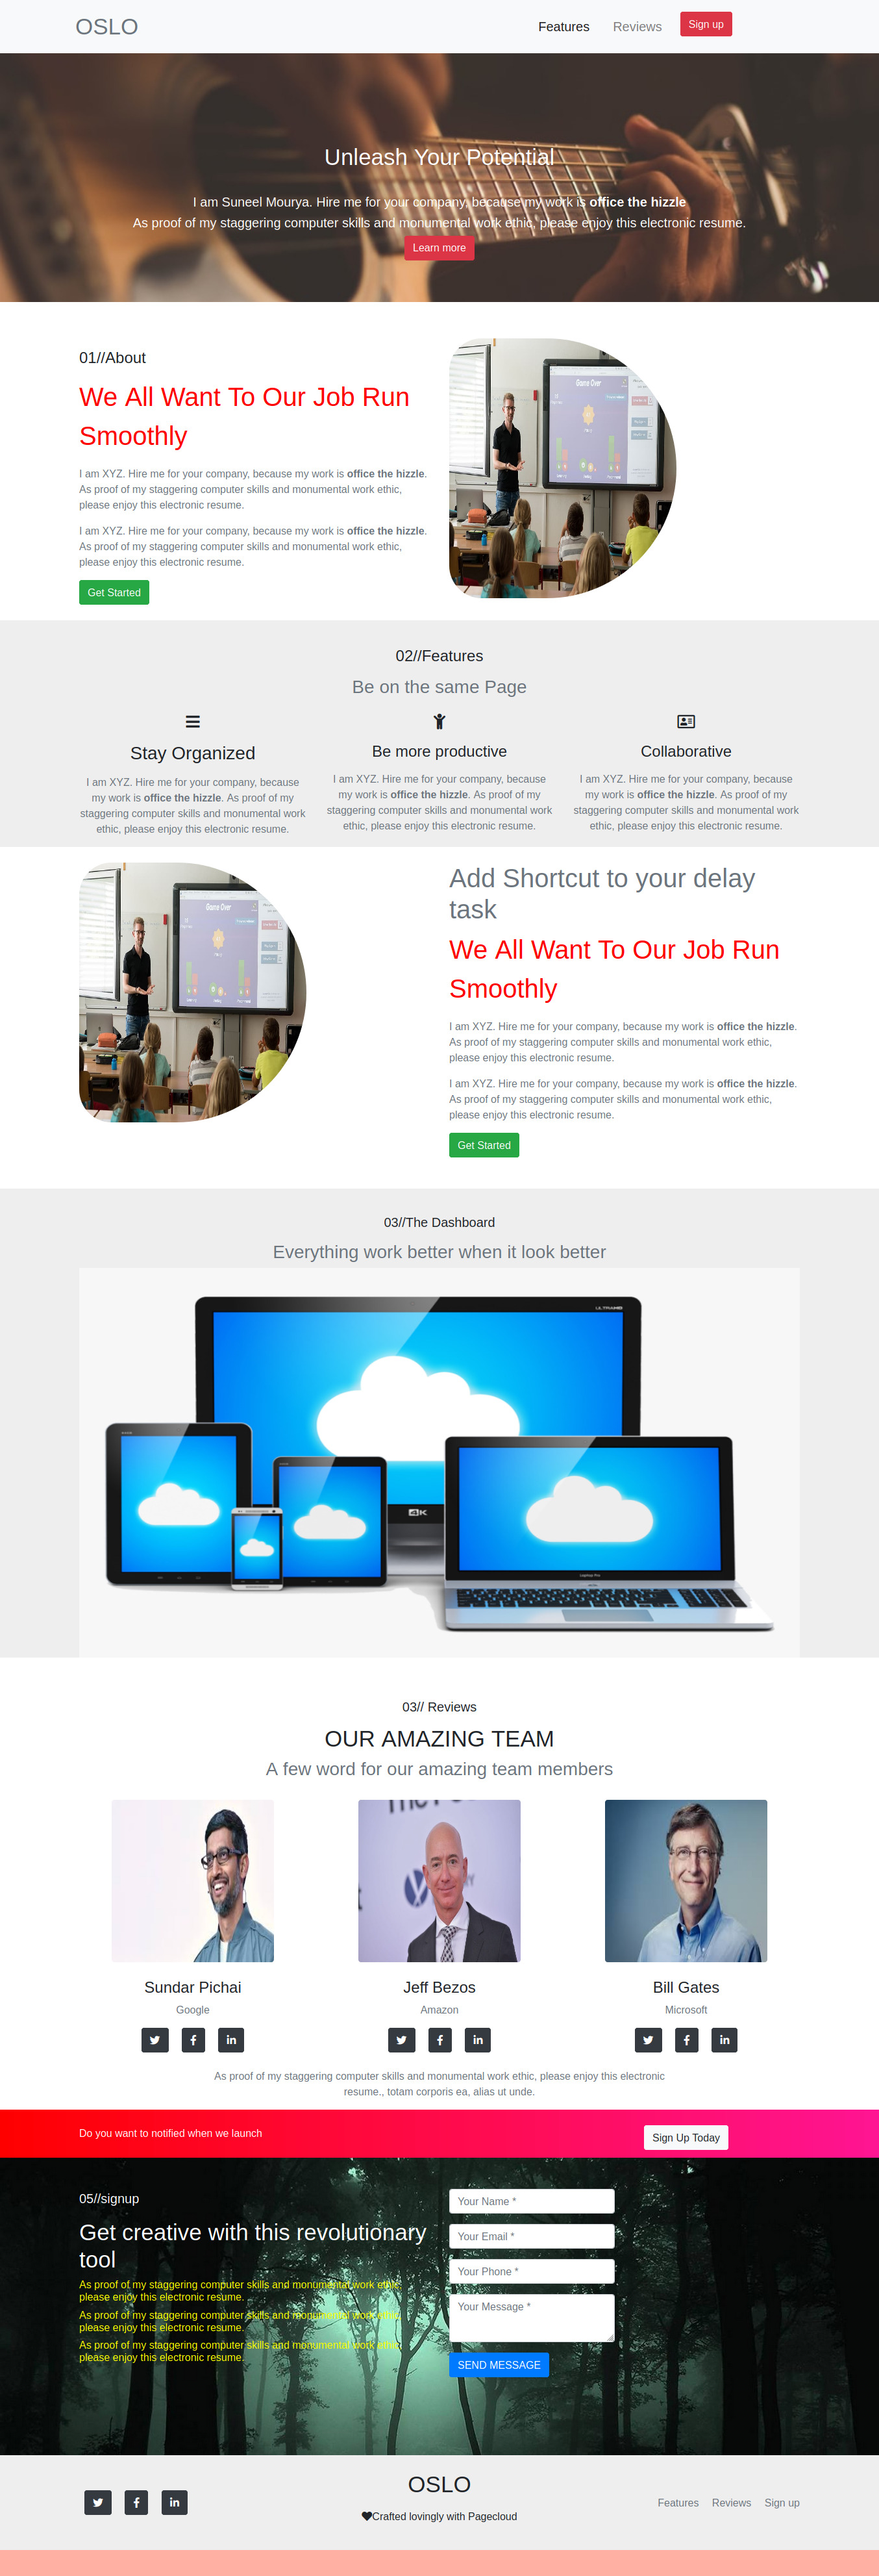 OSLO
Features Reviews Sign up
Unleash Your Potential
I am Suneel Mourya. Hire me for your company, because my work is office the hizzle
As proof of my staggering computer skills and monumental work ethic, please enjoy this electronic resume.
Learn more
01//About
We All Want To Our Job Run
Smoothly
I am XYZ. Hire me for your company, because my work is office the hizzle.
As proof of my staggering computer skills and monumental work ethic,
please enjoy this electronic resume.
I am XYZ. Hire me for your company, because my work is office the hizzle.
As proof of my staggering computer skills and monumental work ethic,
please enjoy this electronic resume.
Get Started
Game Over
02//Features
Be on the same Page
Stay Organized
I am XYZ. Hire me for your company, because
my work is office the hizzle. As proof of my
staggering computer skills and monumental work
ethic, please enjoy this electronic resume.
Be more productive
I am XYZ. Hire me for your company, because
my work is office the hizzle. As proof of my
staggering computer skills and monumental work
ethic, please enjoy this electronic resume.
Collaborative
I am XYZ. Hire me for your company, because
my work is office the hizzle. As proof of my
staggering computer skills and monumental work
ethic, please enjoy this electronic resume.
Game Over
Add Shortcut to your delay
task
We All Want To Our Job Run
Smoothly
I am XYZ. Hire me for your company, because my work is office the hizzle.
As proof of my staggering computer skills and monumental work ethic,
please enjoy this electronic resume.
I am XYZ. Hire me for your company, because my work is office the hizzle.
As proof of my staggering computer skills and monumental work ethic,
please enjoy this electronic resume.
Get Started
03//The Dashboard
Everything work better when it look better
ULTRAHD
4K
Laptop Pro
03// Reviews
OUR AMAZING TEAM
A few word for our amazing team members
Sundar Pichai
Google
Jeff Bezos
Amazon
Bill Gates
Microsoft
As proof of my staggering computer skills and monumental work ethic, please enjoy this electronic
resume., totam corporis ea, alias ut unde.
Do you want to notified when we launch
Sign Up Today
05//signup
Get creative with this revolutionary
tool
As proof of my staggering computer skills and monumental work ethic,
please enjoy this electronic resume.
As proof of my staggering computer skills and monumental work ethic,
please enjoy this electronic resume.
As proof of my staggering computer skills and monumental work ethic,
please enjoy this electronic resume.
Your Name *
Your Email *
Your Phone *
Your Message *
SEND MESSAGE
OSLO
Crafted lovingly with Pagecloud
Features Reviews Sign up